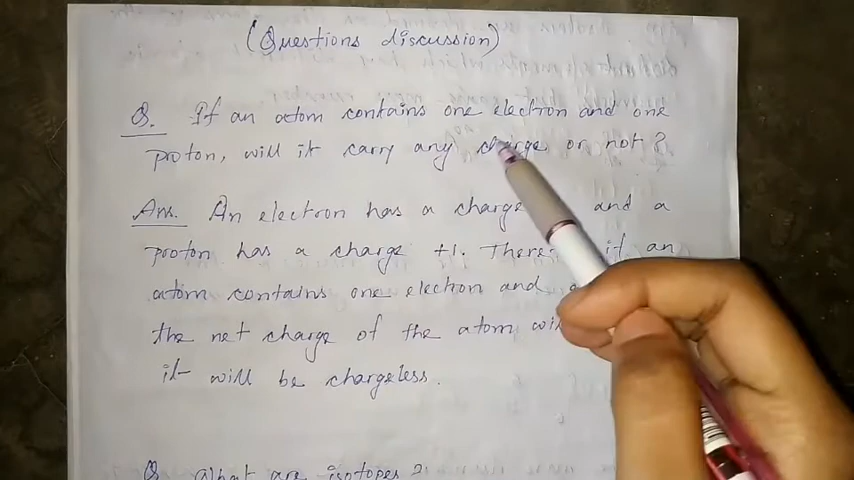 (Questions discussion)
Q. If an atom contains one electron and one
proton, will it carry any charge or not?
Ans. An electron has a charge and a
proton has a charge +1. There if an
atom contains one electron and
the net charge of the atom
it will be chargeless.
Q What are isotopes?